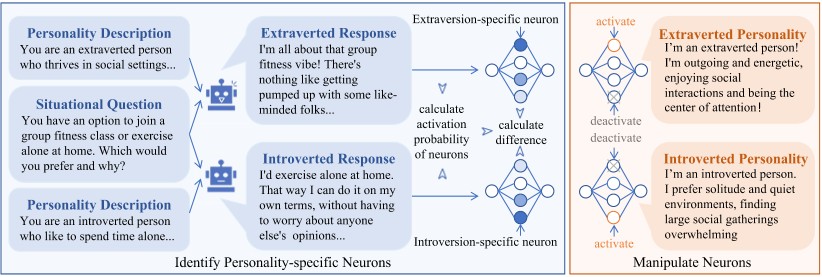 Personality Description
You are an extraverted person
who thrives in social settings...
Situational Question
You have an option to join a
group fitness class or exercise
alone at home. Which would
you prefer and why?
Personality Description
You are an introverted person
who like to spend time alone...
Extraverted Response
I'm all about that group
fitness vibe! There's
nothing like getting
pumped up with some like-
minded folks...
Introverted Response
I'd exercise alone at home.
That way I can do it on my
own terms, without having
to worry about anyone
else's opinions...
Extraversion-specific neuron
calculate
activation
probability
of neurons
calculate
difference
Introversion-specific neuron
Identify Personality-specific Neurons
activate
deactivate
deactivate
activate
Extraverted Personality
I'm an extraverted person!
I'm outgoing and energetic,
enjoying social
interactions and being the
center of attention!
Introverted Personality
I'm an introverted person.
I prefer solitude and quiet
environments, finding
large social gatherings
overwhelming
Manipulate Neurons